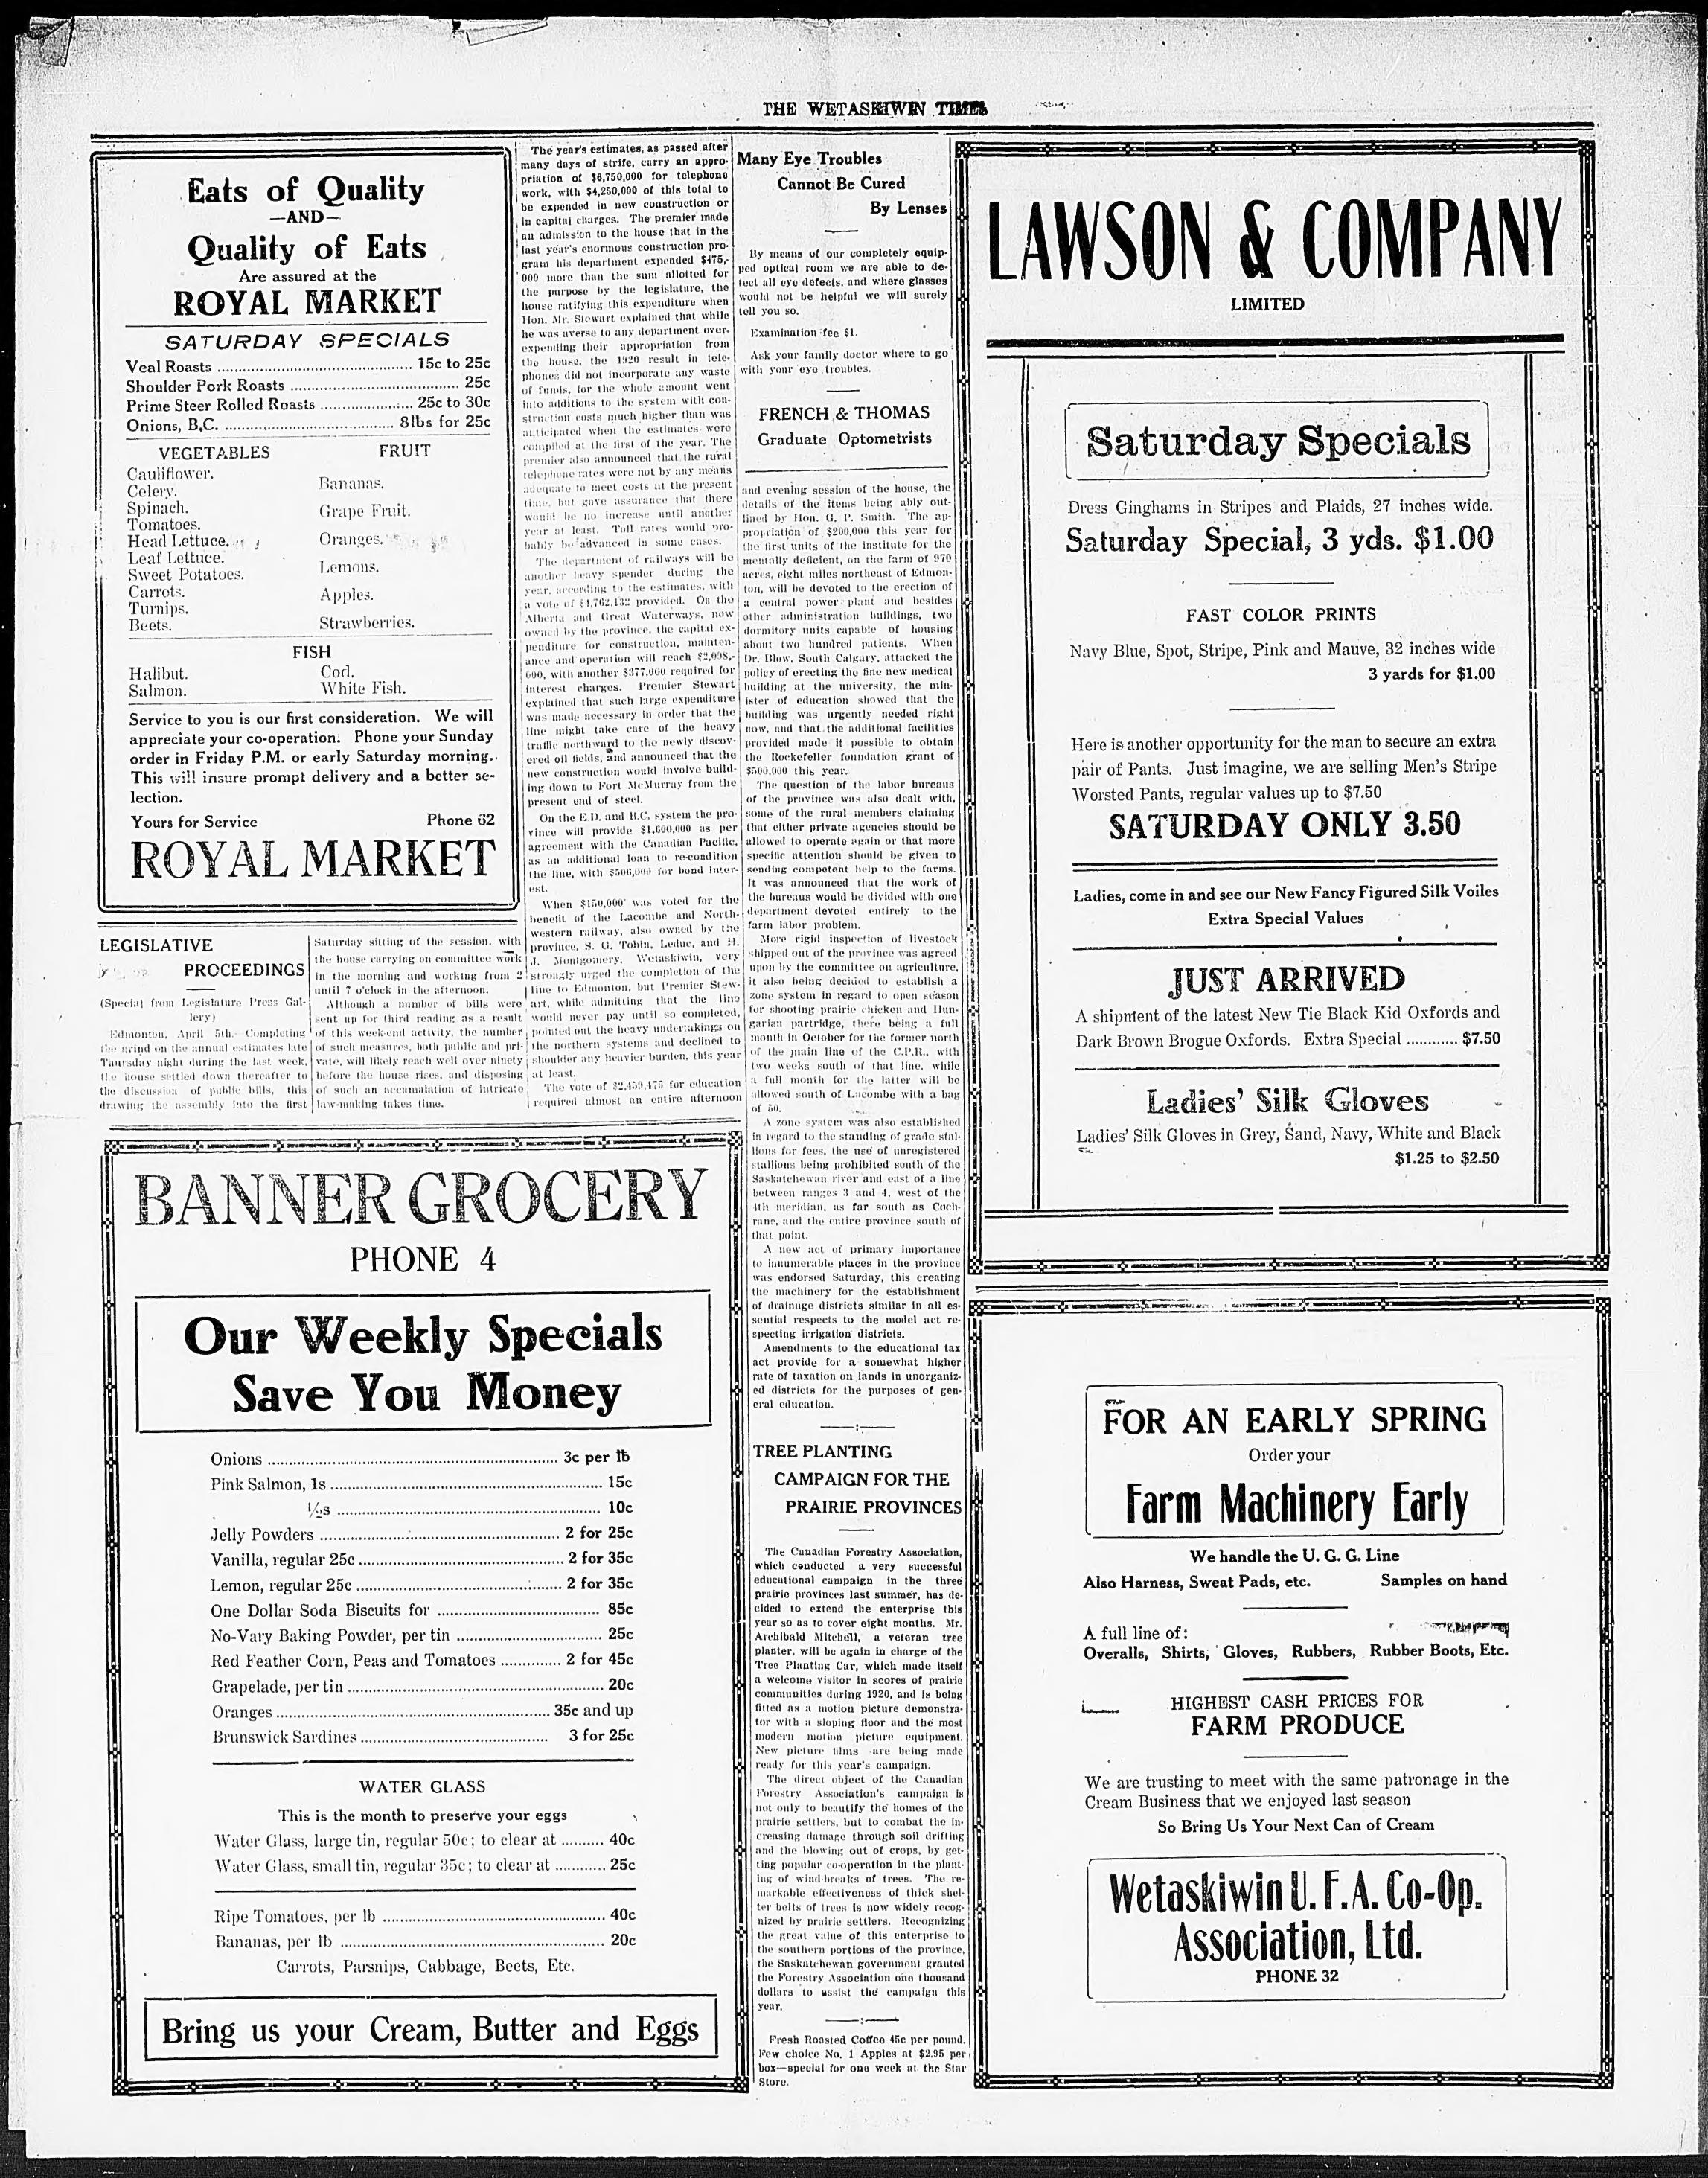 THE WETASKIWIN TIMES
Eats of Quality
—AND—
Quality of Eats
Are assured at the
ROYAL MARKET
SATURDAY SPECIALS
Veal Roasts ........ 15c to 25c
Shoulder Pork Roasts ........ 25c
Prime Steer Rolled Roasts ........ 25c to 30c
Onions, B.C. ........ 8lbs for 25c
VEGETABLES
Cauliflower.
Celery.
Spinach.
Tomatoes.
Head Lettuce.
Leaf Lettuce.
Sweet Potatoes.
Carrots.
Turnips.
Beets.
FRUIT
Bananas.
Grape Fruit.
Oranges.
Lemons.
Apples.
Strawberries.
FISH
Halibut. Cod.
Salmon. White Fish.
Service to you is our first consideration. We will
appreciate your co-operation. Phone your Sunday
order in Friday P.M. or early Saturday morning.
This will insure prompt delivery and a better se-
lection.
Yours for Service Phone 62
ROYAL MARKET
LEGISLATIVE
PROCEEDINGS
(Special from Legislature Press Gal-
lery)
Edmonton, April 5th.—Completing
the grind on the annual estimates late
Thursday night during the last week,
the house settled down thereafter to
the discussion of public bills, this
drawing the assembly into the first
Saturday sitting of the session, with
the house carrying on committee work
in the morning and working from 2
until 7 o'clock in the afternoon.
Although a number of bills were
sent up for third reading as a result
of this week-end activity, the number
of such measures, both public and pri-
vate, will likely reach well over ninety
before the house rises, and disposing
of such an accumalation of intricate
law-making takes time.
The year's estimates, as passed after
many days of strife, carry an appro-
priation of $6,750,000 for telephone
work, with $4,250,000 of this total to
be expended in new construction or
in capital charges. The premier made
an admission to the house that in the
last year's enormous construction pro-
gram his department expended $475,-
000 more than the sum allotted for
the purpose by the legislature, the
house ratifying this expenditure when
Hon. Mr. Stewart explained that while
he was averse to any department over-
expending their appropriation from
the house, the 1920 result in tele-
phones did not incorporate any waste
of funds, for the whole amount went
into additions to the system with con-
struction costs much higher than was
anticipated when the estimates were
compiled at the first of the year. The
premier also announced that the rural
telephone rates were not by any means
adequate to meet costs at the present
time, but gave assurance that there
would be no increase until another
year at least. Toll rates would pro-
bably be advanced in some cases.
The department of railways will be
another heavy spender during the
year, according to the estimates, with
a vote of $4,762,132 provided. On the
Alberta and Great Waterways, now
owned by the province, the capital ex-
penditure for construction, mainten-
ance and operation will reach $2,098,-
690, with another $377,000 required for
interest charges. Premier Stewart
explained that such large expenditure
was made necessary in order that the
line might take care of the heavy
traffic northward to the newly discov-
ered oil fields, and announced that the
new construction would involve build-
ing down to Fort McMurray from the
present end of steel.
On the E.D. and B.C. system the pro-
vince will provide $1,600,000 as per
agreement with the Canadian Pacific,
as an additional loan to re-condition
the line, with $506,000 for bond inter-
est.
When $150,000 was voted for the
benefit of the Lacombe and North-
western railway, also owned by the
province, S. G. Tobin, Leduc, and H.
J. Montgomery, Wetaskiwin, very
strongly urged the completion of the
line to Edmonton, but Premier Stew-
art, while admitting that the line
would never pay until so completed,
pointed out the heavy undertakings on
the northern systems and declined to
shoulder any heavier burden, this year
at least.
The vote of $2,459,475 for education
required almost an entire afternoon
Many Eye Troubles
Cannot Be Cured
By Lenses
By means of our completely equip-
ped optical room we are able to de-
tect all eye defects, and where glasses
would not be helpful we will surely
tell you so.
Examination fee $1.
Ask your family doctor where to go
with your eye troubles.
FRENCH & THOMAS
Graduate Optometrists
and evening session of the house, the
details of the items being ably out-
lined by Hon. G. P. Smith. The ap-
propriation of $200,000 this year for
the first units of the institute for the
mentally deficient, on the farm of 970
acres, eight miles northeast of Edmon-
ton, will be devoted to the erection of
a central power plant and besides
other administration buildings, two
dormitory units capable of housing
about two hundred patients. When
Dr. Blow, South Calgary, attacked the
policy of erecting the fine new medical
building at the university, the min-
ister of education showed that the
building was urgently needed right
now, and that the additional facilities
provided made it possible to obtain
the Rockefeller foundation grant of
$500,000 this year.
The question of the labor bureaus
of the province was also dealt with,
some of the rural members claiming
that either private agencies should be
allowed to operate again or that more
specific attention should be given to
sending competent help to the farms.
It was announced that the work of
the bureaus would be divided with one
department devoted entirely to the
farm labor problem.
More rigid inspection of livestock
shipped out of the province was agreed
upon by the committee on agriculture,
it also being decided to establish a
zone system in regard to open season
for shooting prairie chicken and Hun-
garian partridge, there being a full
month in October for the former north
of the main line of the C.P.R., with
two weeks south of that line, while
a full month for the latter will be
allowed south of Lacombe with a bag
of 50.
A zone system was also established
in regard to the standing of grade stal-
lions for fees, the use of unregistered
stallions being prohibited south of the
Saskatchewan river and east of a line
between ranges 3 and 4, west of the
4th meridian, as far south as Coch-
rane, and the entire province south of
that point.
A new act of primary importance
to innumerable places in the province
was endorsed Saturday, this creating
the machinery for the establishment
of drainage districts similar in all es-
sential respects to the model act re-
specting irrigation districts.
Amendments to the educational tax
act provide for a somewhat higher
rate of taxation on lands in unorganiz-
ed districts for the purposes of gen-
eral education.
TREE PLANTING
CAMPAIGN FOR THE
PRAIRIE PROVINCES
The Canadian Forestry Association,
which conducted a very successful
educational campaign in the three
prairie provinces last summer, has de-
cided to extend the enterprise this
year so as to cover eight months. Mr.
Archibald Mitchell, a veteran tree
planter, will be again in charge of the
Tree Planting Car, which made itself
a welcome visitor in scores of prairie
communities during 1920, and is being
fitted as a motion picture demonstra-
tor with a sloping floor and the most
modern motion picture equipment.
New picture films are being made
ready for this year's campaign.
The direct object of the Canadian
Forestry Association's campaign is
not only to beautify the homes of the
prairie settlers, but to combat the in-
creasing damage through soil drifting
and the blowing out of crops, by get-
ting popular co-operation in the plant-
ing of wind-breaks of trees. The re-
markable effectiveness of thick shel-
ter belts of trees is now widely recog-
nized by prairie settlers. Recognizing
the great value of this enterprise to
the southern portions of the province,
the Saskatchewan government granted
the Forestry Association one thousand
dollars to assist the campaign this
year.
Fresh Roasted Coffee 45c per pound.
Few choice No. 1 Apples at $2.95 per
box—special for one week at the Star
Store.
BANNER GROCERY
PHONE 4
Our Weekly Specials
Save You Money
Onions ........ 3c per lb
Pink Salmon, 1s ........ 15c
½s ........ 10c
Jelly Powders ........ 2 for 25c
Vanilla, regular 25c ........ 2 for 35c
Lemon, regular 25c ........ 2 for 35c
One Dollar Soda Biscuits for ........ 85c
No-Vary Baking Powder, per tin ........ 25c
Red Feather Corn, Peas and Tomatoes ........ 2 for 45c
Grapelade, per tin ........ 20c
Oranges ........ 35c and up
Brunswick Sardines ........ 3 for 25c
WATER GLASS
This is the month to preserve your eggs
Water Glass, large tin, regular 50c; to clear at ........ 40c
Water Glass, small tin, regular 35c; to clear at ........ 25c
Ripe Tomatoes, per lb ........ 40c
Bananas, per lb ........ 20c
Carrots, Parsnips, Cabbage, Beets, Etc.
Bring us your Cream, Butter and Eggs
LAWSON & COMPANY
LIMITED
Saturday Specials
Dress Ginghams in Stripes and Plaids, 27 inches wide.
Saturday Special, 3 yds. $1.00
FAST COLOR PRINTS
Navy Blue, Spot, Stripe, Pink and Mauve, 32 inches wide
3 yards for $1.00
Here is another opportunity for the man to secure an extra
pair of Pants. Just imagine, we are selling Men's Stripe
Worsted Pants, regular values up to $7.50
SATURDAY ONLY 3.50
Ladies, come in and see our New Fancy Figured Silk Voiles
Extra Special Values
JUST ARRIVED
A shipment of the latest New Tie Black Kid Oxfords and
Dark Brown Brogue Oxfords. Extra Special ........ $7.50
Ladies' Silk Gloves
Ladies' Silk Gloves in Grey, Sand, Navy, White and Black
$1.25 to $2.50
FOR AN EARLY SPRING
Order your
Farm Machinery Early
We handle the U. G. G. Line
Also Harness, Sweat Pads, etc. Samples on hand
A full line of:
Overalls, Shirts, Gloves, Rubbers, Rubber Boots, Etc.
HIGHEST CASH PRICES FOR
FARM PRODUCE
We are trusting to meet with the same patronage in the
Cream Business that we enjoyed last season
So Bring Us Your Next Can of Cream
Wetaskiwin U. F. A. Co-Op.
Association, Ltd.
PHONE 32